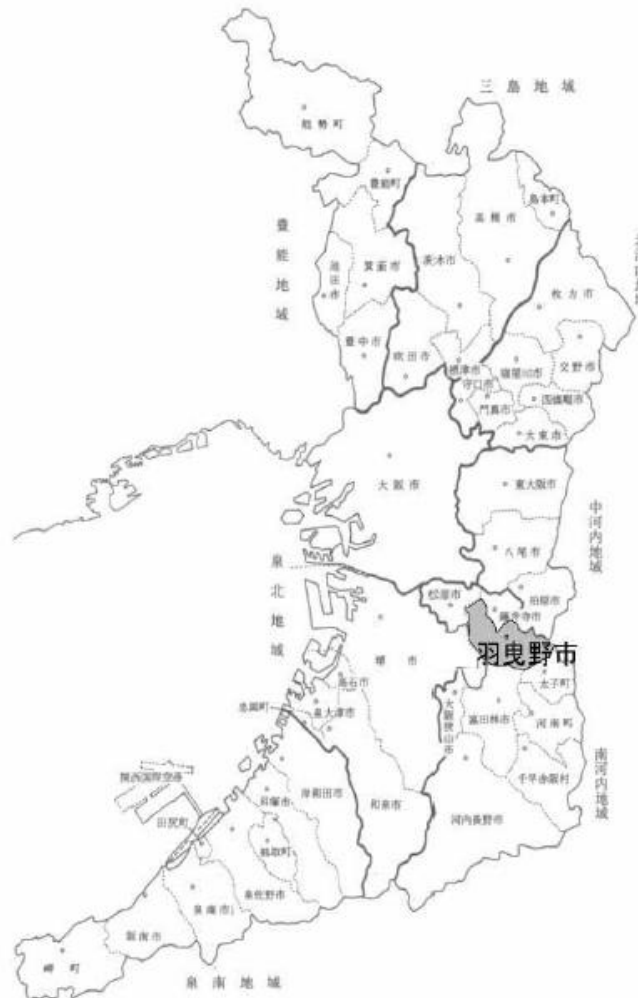 三島地域
能勢町
豊能町
島本町
高槻市
豊能地域
茨木市
箕面市
池田市
枚方市
豊中市
吹田市
摂津市
寝屋川市
交野市
守口市
門真市
四條畷市
大東市
大阪市
東大阪市
中河内地域
八尾市
泉北地域
松原市
柏原市
藤井寺市
堺市
羽曳野市
太子町
高石市
忠岡町
泉大津市
大阪狭山市
富田林市
河南町
千早赤阪村
南河内地域
関西国際空港
田尻町
貝塚市
岸和田市
和泉市
河内長野市
熊取町
泉佐野市
泉南市
阪南市
岬町
泉南地域